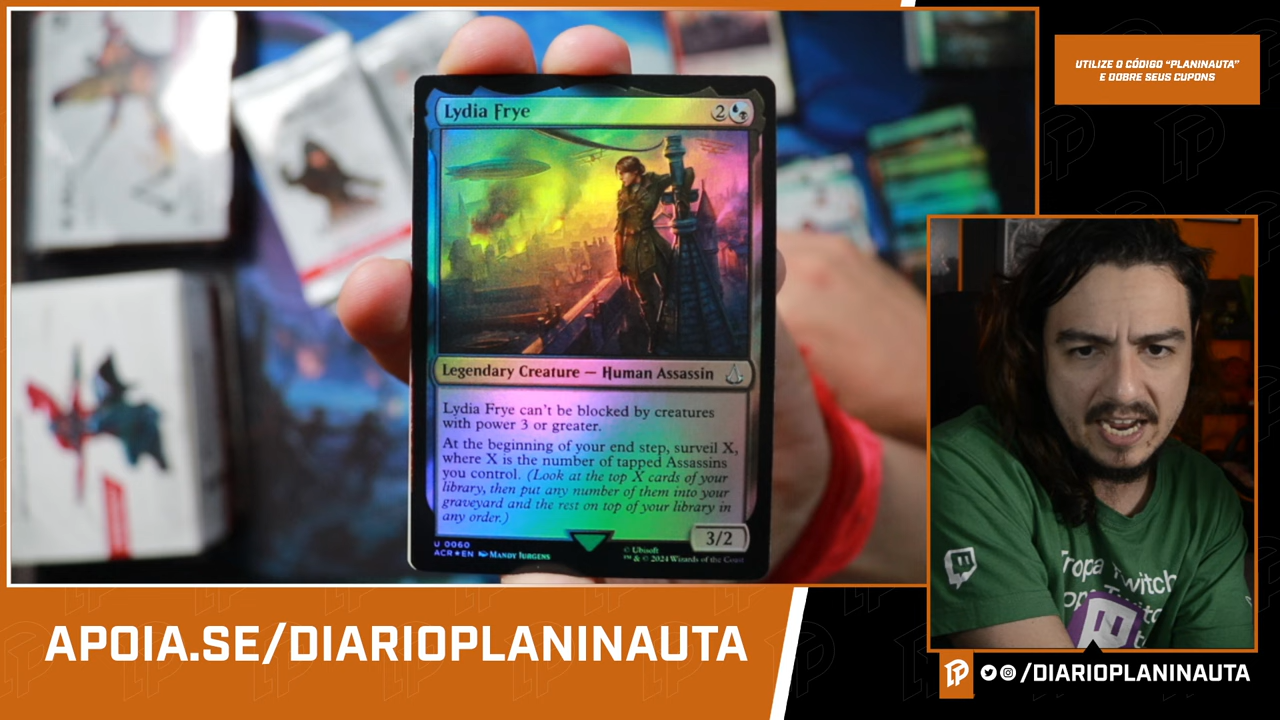 UTILIZE O CÓDIGO “PLANINAUTA”
E DOBRE SEUS CUPONS
Lydia Frye 2
Legendary Creature — Human Assassin
Lydia Frye can't be blocked by creatures
with power 3 or greater.
At the beginning of your end step, surveil X,
where X is the number of tapped Assassins
you control. (Look at the top X cards of your
library, then put any number of them into your
graveyard and the rest on top of your library in
any order.)
3/2
U 0060
ACR★EN Mandy Jurgens
© Ubisoft
™ & © 2024 Wizards of the Coast
Tropa Twitch
APOIA.SE/DIARIOPLANINAUTA
/DIARIOPLANINAUTA